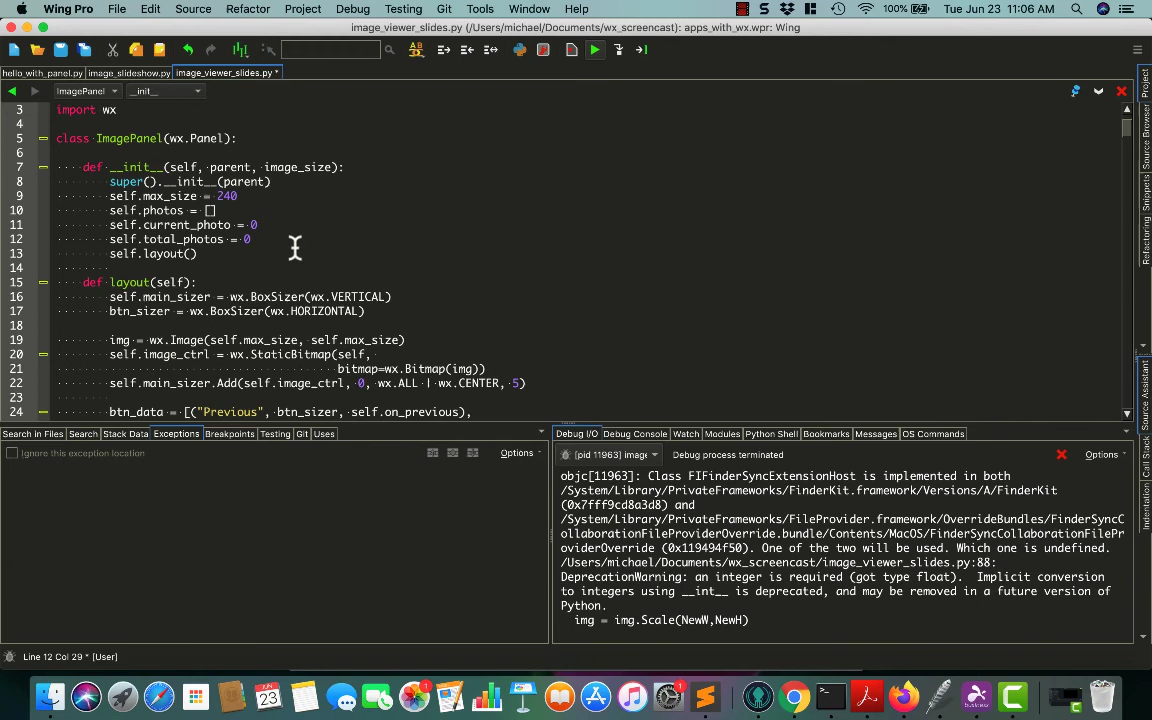 Wing Pro File Edit Source Refactor Project Debug Testing Git Tools Window Help 100% Tue Jun 23 11:06 AM
image_viewer_slides.py (/Users/michael/Documents/wx_screencast): apps_with_wx.wpr: Wing
hello_with_panel.py image_slideshow.py image_viewer_slides.py *
ImagePanel __init__
3 import wx
4
5 class ImagePanel(wx.Panel):
6
7 def __init__(self, parent, image_size):
8 super().__init__(parent)
9 self.max_size = 240
10 self.photos = []
11 self.current_photo = 0
12 self.total_photos = 0
13 self.layout()
14
15 def layout(self):
16 self.main_sizer = wx.BoxSizer(wx.VERTICAL)
17 btn_sizer = wx.BoxSizer(wx.HORIZONTAL)
18
19 img = wx.Image(self.max_size, self.max_size)
20 self.image_ctrl = wx.StaticBitmap(self,
21 bitmap=wx.Bitmap(img))
22 self.main_sizer.Add(self.image_ctrl, 0, wx.ALL | wx.CENTER, 5)
23
24 btn_data = [("Previous", btn_sizer, self.on_previous),
Project
Source Browser
Snippets
Refactoring
Source Assistant
Call Stack
Indentation
Search in Files Search Stack Data Exceptions Breakpoints Testing Git Uses
Ignore this exception location Options
Debug I/O Debug Console Watch Modules Python Shell Bookmarks Messages OS Commands
[pid 11963] image Debug process terminated Options
objc[11963]: Class FIFinderSyncExtensionHost is implemented in both
/System/Library/PrivateFrameworks/FinderKit.framework/Versions/A/FinderKit
(0x7fff9cd8a3d8) and
/System/Library/PrivateFrameworks/FileProvider.framework/OverrideBundles/FinderSyncC
ollaborationFileProviderOverride.bundle/Contents/MacOS/FinderSyncCollaborationFilePr
oviderOverride (0x119494f50). One of the two will be used. Which one is undefined.
/Users/michael/Documents/wx_screencast/image_viewer_slides.py:88:
DeprecationWarning: an integer is required (got type float). Implicit conversion
to integers using __int__ is deprecated, and may be removed in a future version of
Python.
img = img.Scale(NewW,NewH)
Line 12 Col 29 * [User]
JUN
23
1
1
business